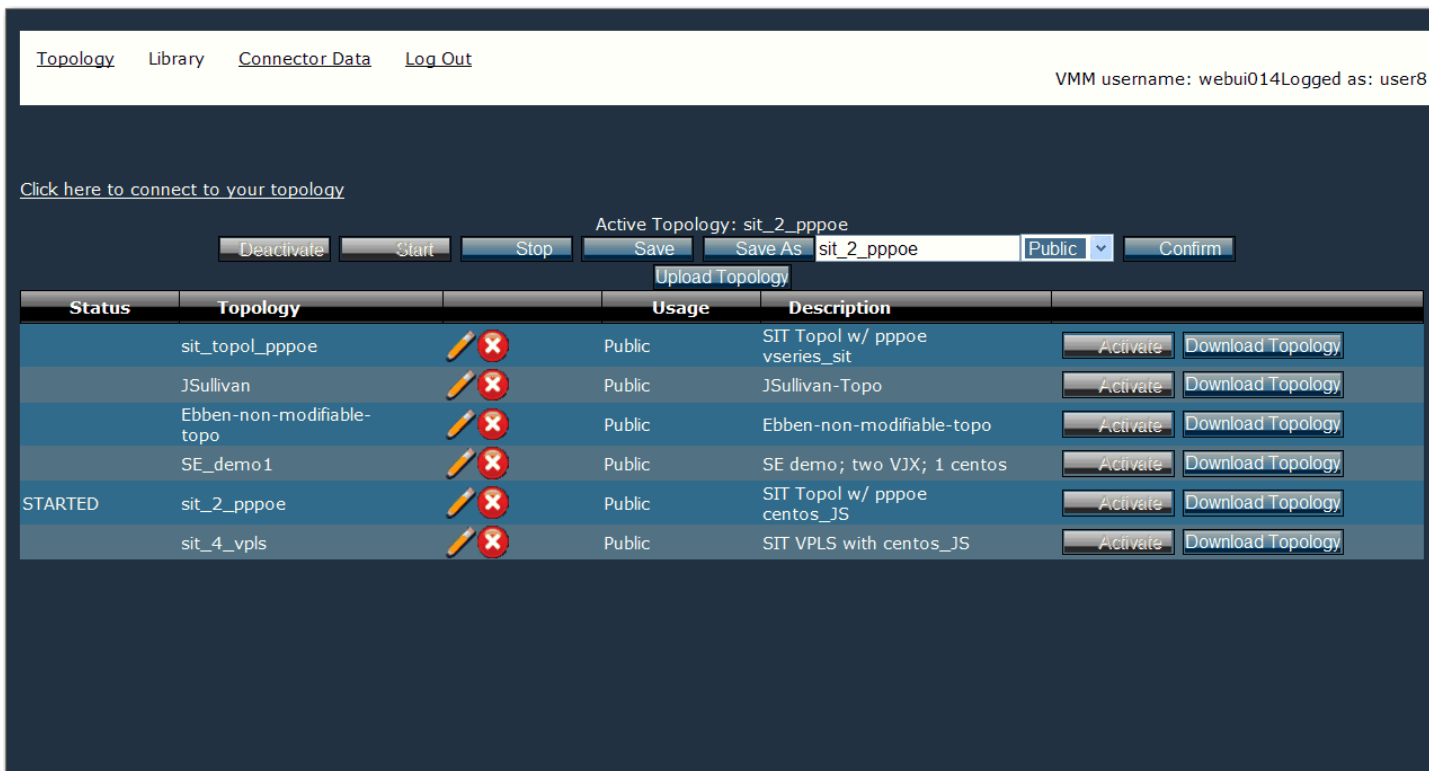 Topology Library Connector Data Log Out
VMM username: webui014Logged as: user8
Click here to connect to your topology
Active Topology: sit_2_pppoe
Deactivate Start Stop Save Save As sit_2_pppoe Public Confirm
Upload Topology
Status Topology Usage Description
sit_topol_pppoe Public SIT Topol w/ pppoe
vseries_sit Activate Download Topology
JSullivan Public JSullivan-Topo Activate Download Topology
Ebben-non-modifiable-
topo Public Ebben-non-modifiable-topo Activate Download Topology
SE_demo1 Public SE demo; two VJX; 1 centos Activate Download Topology
STARTED sit_2_pppoe Public SIT Topol w/ pppoe
centos_JS Activate Download Topology
sit_4_vpls Public SIT VPLS with centos_JS Activate Download Topology